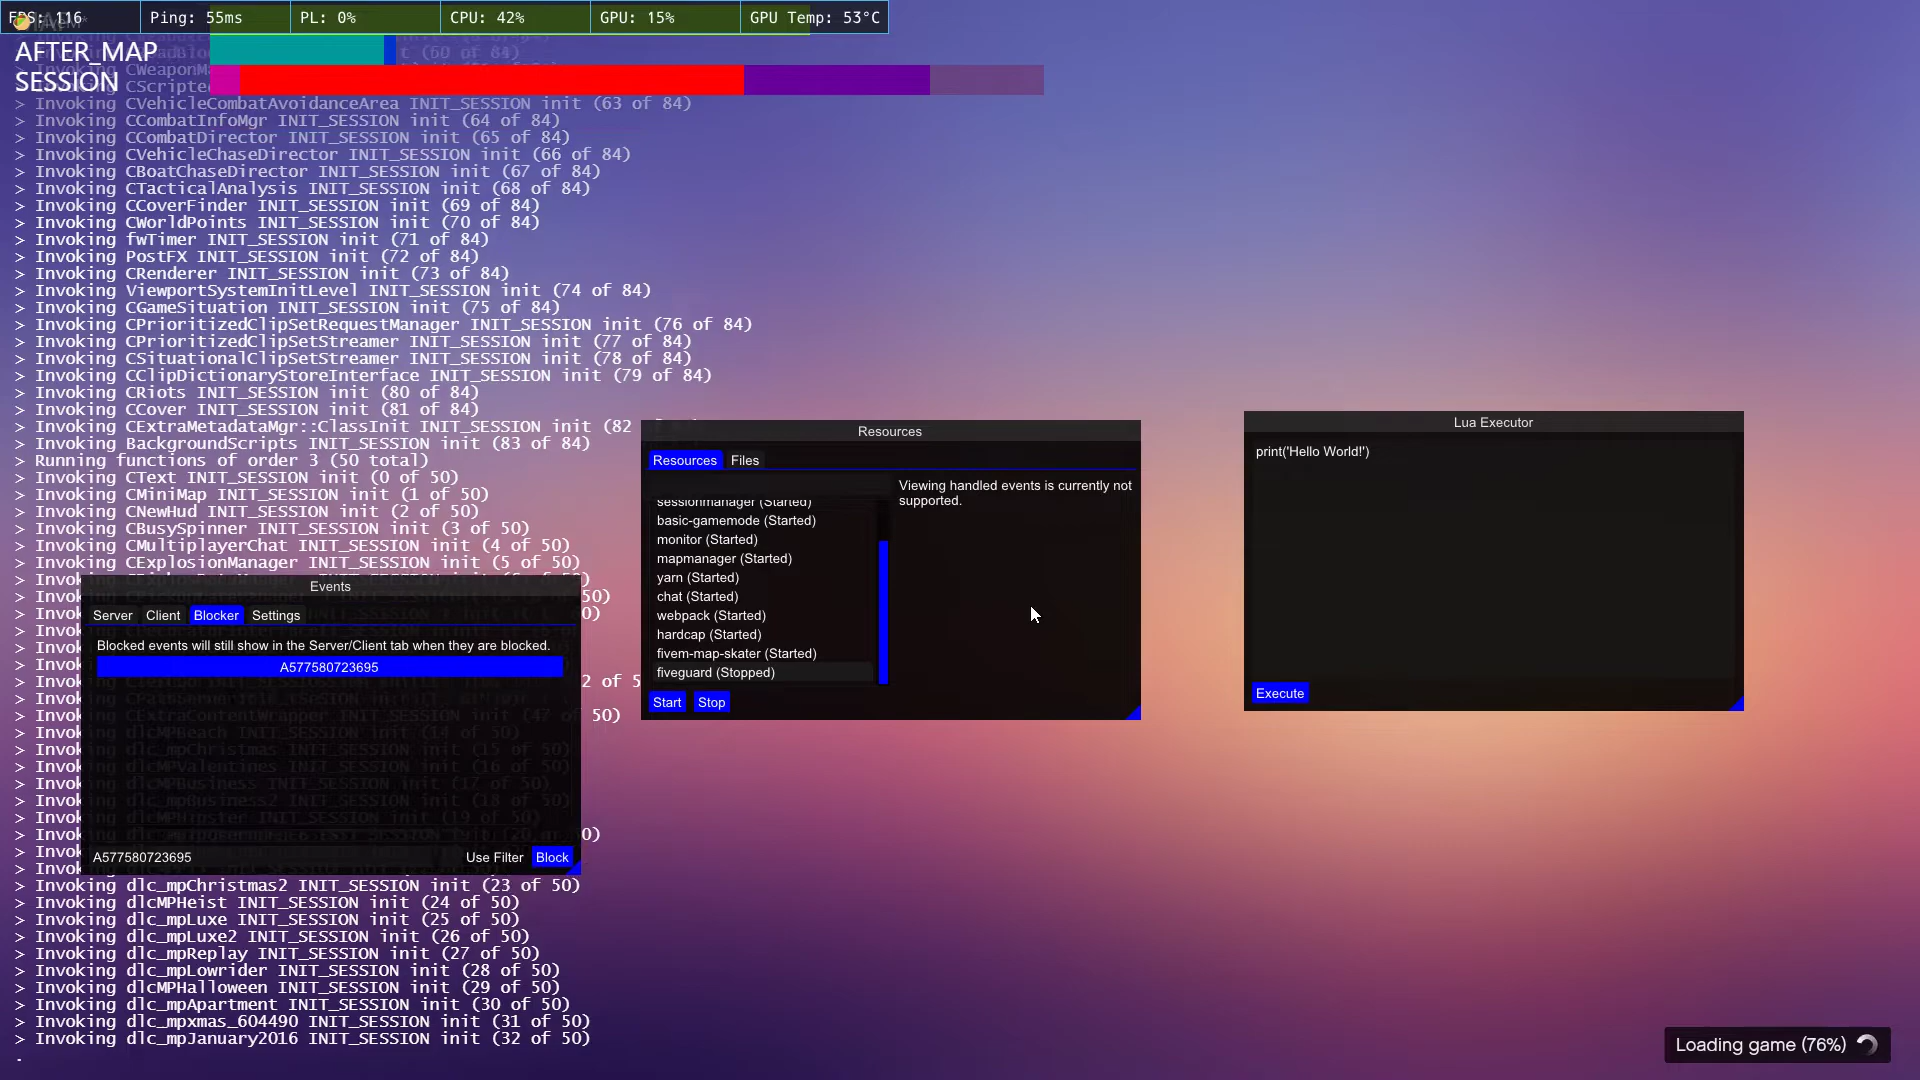 FPS: 116 Ping: 55ms PL: 0% CPU: 42% GPU: 15% GPU Temp: 53°C
AFTER_MAP
SESSION
> Invoking CVehicleCombatAvoidanceArea INIT_SESSION init (63 of 84)
> Invoking CCombatInfoMgr INIT_SESSION init (64 of 84)
> Invoking CCombatDirector INIT_SESSION init (65 of 84)
> Invoking CVehicleChaseDirector INIT_SESSION init (66 of 84)
> Invoking CBoatChaseDirector INIT_SESSION init (67 of 84)
> Invoking CTacticalAnalysis INIT_SESSION init (68 of 84)
> Invoking CCoverFinder INIT_SESSION init (69 of 84)
> Invoking CWorldPoints INIT_SESSION init (70 of 84)
> Invoking fwTimer INIT_SESSION init (71 of 84)
> Invoking PostFX INIT_SESSION init (72 of 84)
> Invoking CRenderer INIT_SESSION init (73 of 84)
> Invoking ViewportSystemInitLevel INIT_SESSION init (74 of 84)
> Invoking CGameSituation INIT_SESSION init (75 of 84)
> Invoking CPrioritizedClipSetRequestManager INIT_SESSION init (76 of 84)
> Invoking CPrioritizedClipSetStreamer INIT_SESSION init (77 of 84)
> Invoking CSituationalClipSetStreamer INIT_SESSION init (78 of 84)
> Invoking CClipDictionaryStoreInterface INIT_SESSION init (79 of 84)
> Invoking CRiots INIT_SESSION init (80 of 84)
> Invoking CCover INIT_SESSION init (81 of 84)
> Invoking CExtraMetadataMgr::ClassInit INIT_SESSION init (82
> Invoking BackgroundScripts INIT_SESSION init (83 of 84)
> Running functions of order 3 (50 total)
> Invoking CText INIT_SESSION init (0 of 50)
> Invoking CMiniMap INIT_SESSION init (1 of 50)
> Invoking CNewHud INIT_SESSION init (2 of 50)
> Invoking CBusySpinner INIT_SESSION init (3 of 50)
> Invoking CMultiplayerChat INIT_SESSION init (4 of 50)
> Invoking CExplosionManager INIT_SESSION init (5 of 50)
Events
Server Client Blocker Settings
Blocked events will still show in the Server/Client tab when they are blocked.
A577580723695
A577580723695 Use Filter Block
> Invoking dlc_mpChristmas2 INIT_SESSION init (23 of 50)
> Invoking dlcMPHeist INIT_SESSION init (24 of 50)
> Invoking dlc_mpLuxe INIT_SESSION init (25 of 50)
> Invoking dlc_mpLuxe2 INIT_SESSION init (26 of 50)
> Invoking dlc_mpReplay INIT_SESSION init (27 of 50)
> Invoking dlc_mpLowrider INIT_SESSION init (28 of 50)
> Invoking dlcMPHalloween INIT_SESSION init (29 of 50)
> Invoking dlc_mpApartment INIT_SESSION init (30 of 50)
> Invoking dlc_mpxmas_604490 INIT_SESSION init (31 of 50)
> Invoking dlc_mpJanuary2016 INIT_SESSION init (32 of 50)
Resources
Resources Files
sessionmanager (Started)
basic-gamemode (Started)
monitor (Started)
mapmanager (Started)
yarn (Started)
chat (Started)
webpack (Started)
hardcap (Started)
fivem-map-skater (Started)
fiveguard (Stopped)
Start Stop
Viewing handled events is currently not
supported.
Lua Executor
print('Hello World!')
Execute
Loading game (76%)